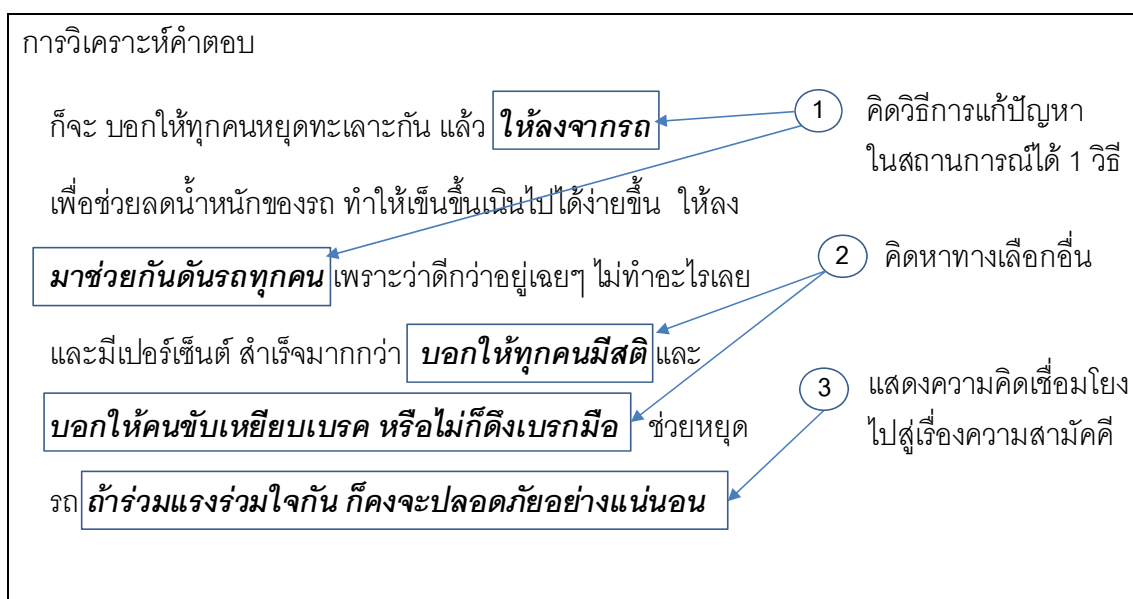 การวิเคราะห์คำตอบ
ก็จะ บอกให้ทุกคนหยุดทะเลาะกัน แล้ว ให้ลงจากรถ
เพื่อช่วยลดน้ำหนักของรถ ทำให้เข็นขึ้นเนินไปได้ง่ายขึ้น ให้ลง
มาช่วยกันดันรถทุกคน เพราะว่าดีกว่าอยู่เฉยๆ ไม่ทำอะไรเลย
และมีเปอร์เซ็นต์ สำเร็จมากกว่า บอกให้ทุกคนมีสติ และ
บอกให้คนขับเหยียบเบรค หรือไม่ก็ดึงเบรกมือ ช่วยหยุด
รถ ถ้าร่วมแรงร่วมใจกัน ก็คงจะปลอดภัยอย่างแน่นอน
1 คิดวิธีการแก้ปัญหา
ในสถานการณ์ได้ 1 วิธี
2 คิดหาทางเลือกอื่น
3 แสดงความคิดเชื่อมโยง
ไปสู่เรื่องความสามัคคี